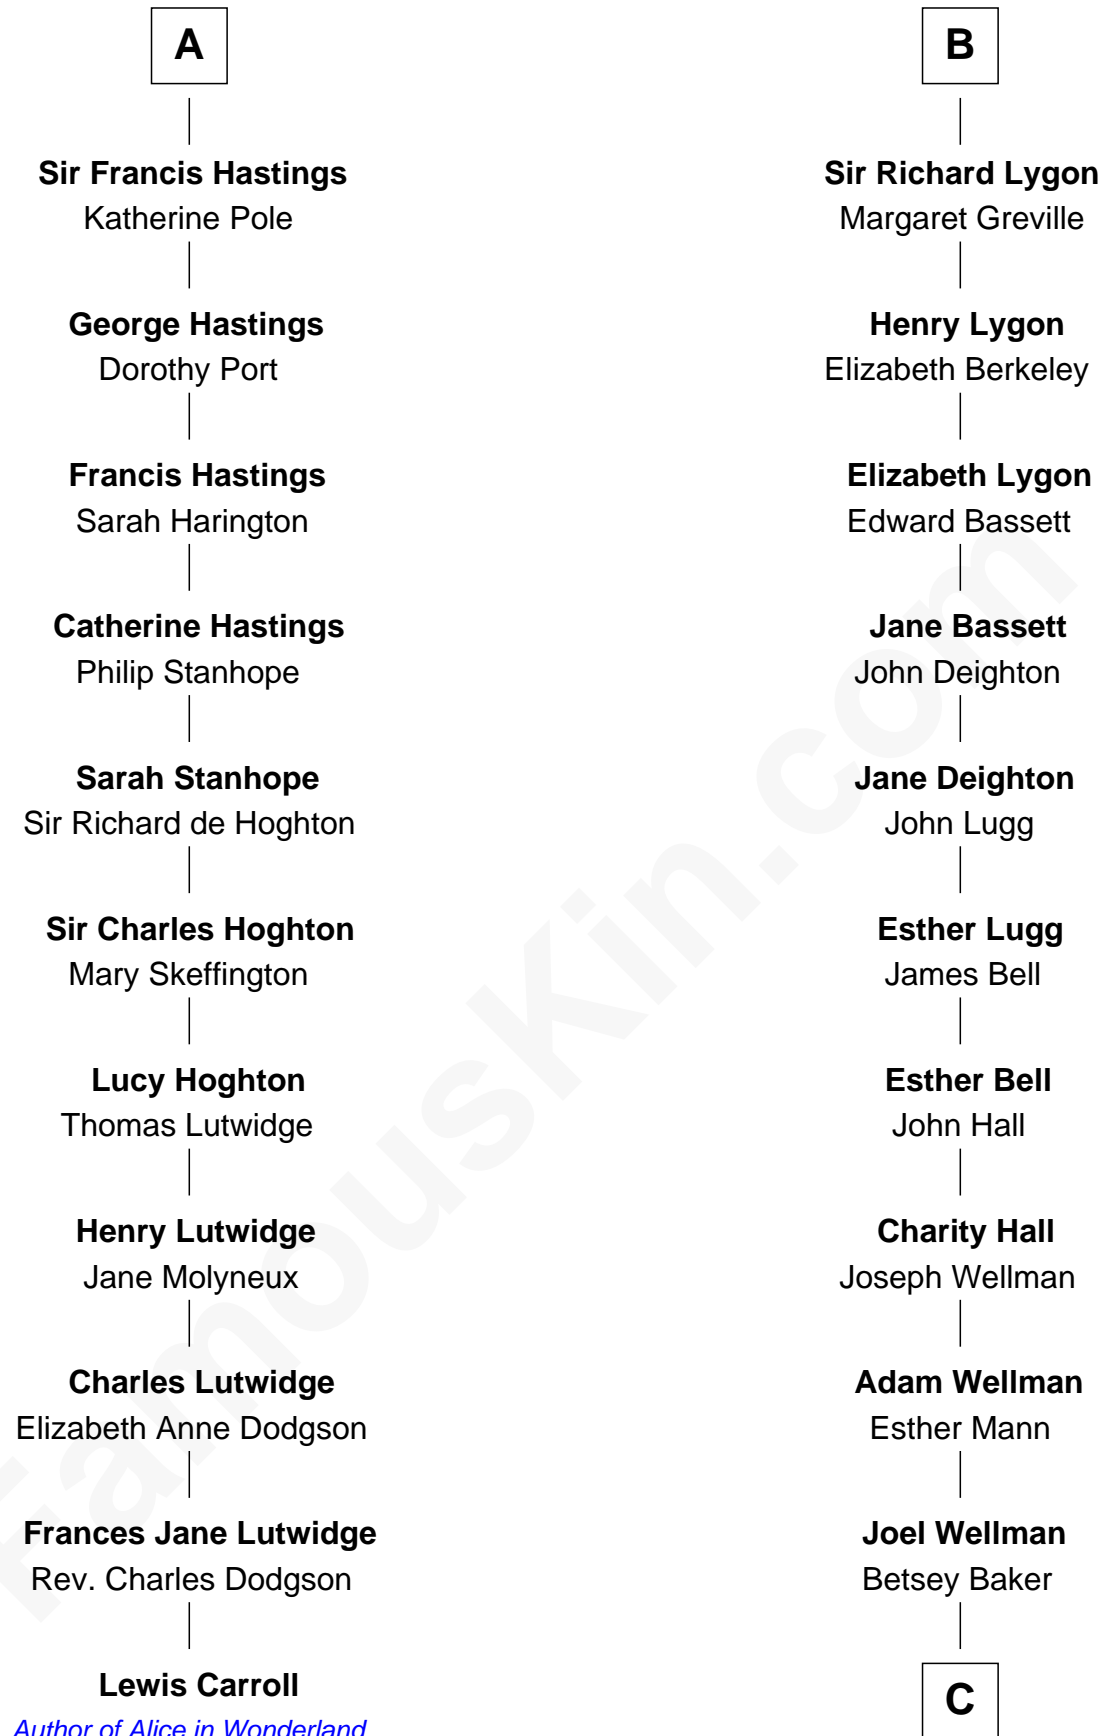 A
Sir Francis Hastings
Katherine Pole
George Hastings
Dorothy Port
Francis Hastings
Sarah Harington
Catherine Hastings
Philip Stanhope
Sarah Stanhope
Sir Richard de Hoghton
Sir Charles Hoghton
Mary Skeffington
Lucy Hoghton
Thomas Lutwidge
Henry Lutwidge
Jane Molyneux
Charles Lutwidge
Elizabeth Anne Dodgson
Frances Jane Lutwidge
Rev. Charles Dodgson
Lewis Carroll
Author of Alice in Wonderland
B
Sir Richard Lygon
Margaret Greville
Henry Lygon
Elizabeth Berkeley
Elizabeth Lygon
Edward Bassett
Jane Bassett
John Deighton
Jane Deighton
John Lugg
Esther Lugg
James Bell
Esther Bell
John Hall
Charity Hall
Joseph Wellman
Adam Wellman
Esther Mann
Joel Wellman
Betsey Baker
C
FamousKin.com